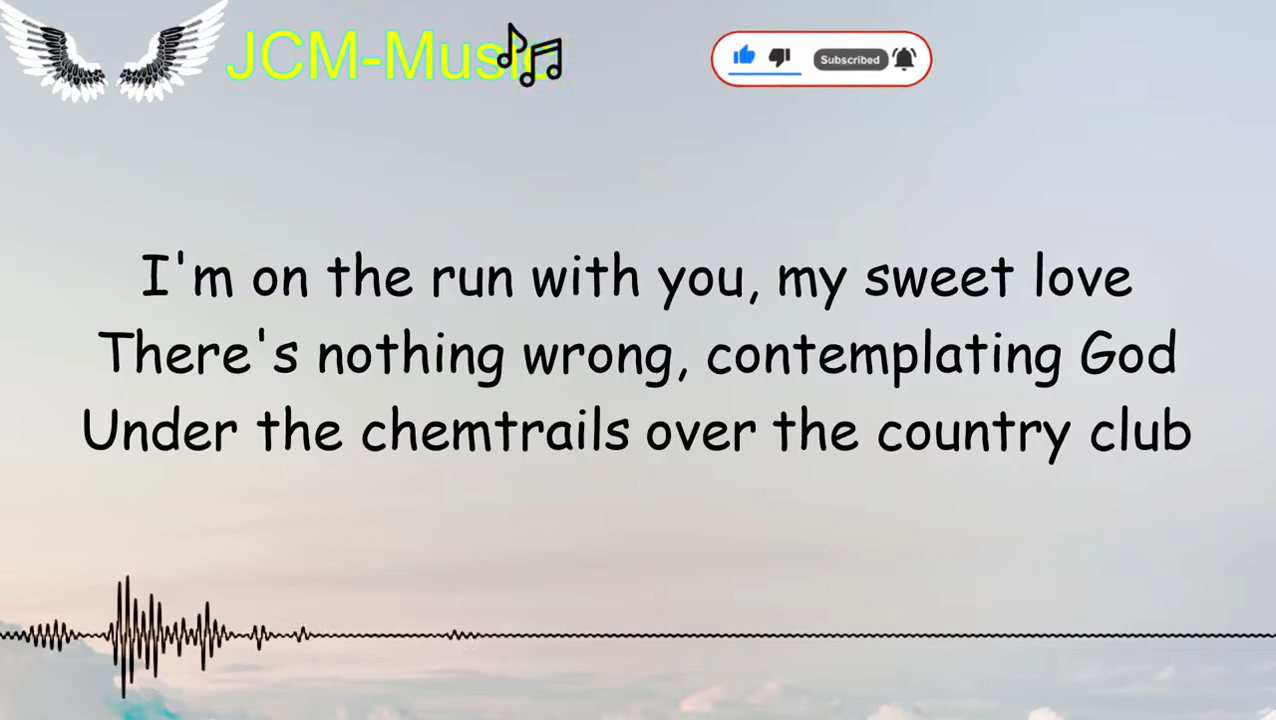 JCM-Music
Subscribed
I'm on the run with you, my sweet love
There's nothing wrong, contemplating God
Under the chemtrails over the country club